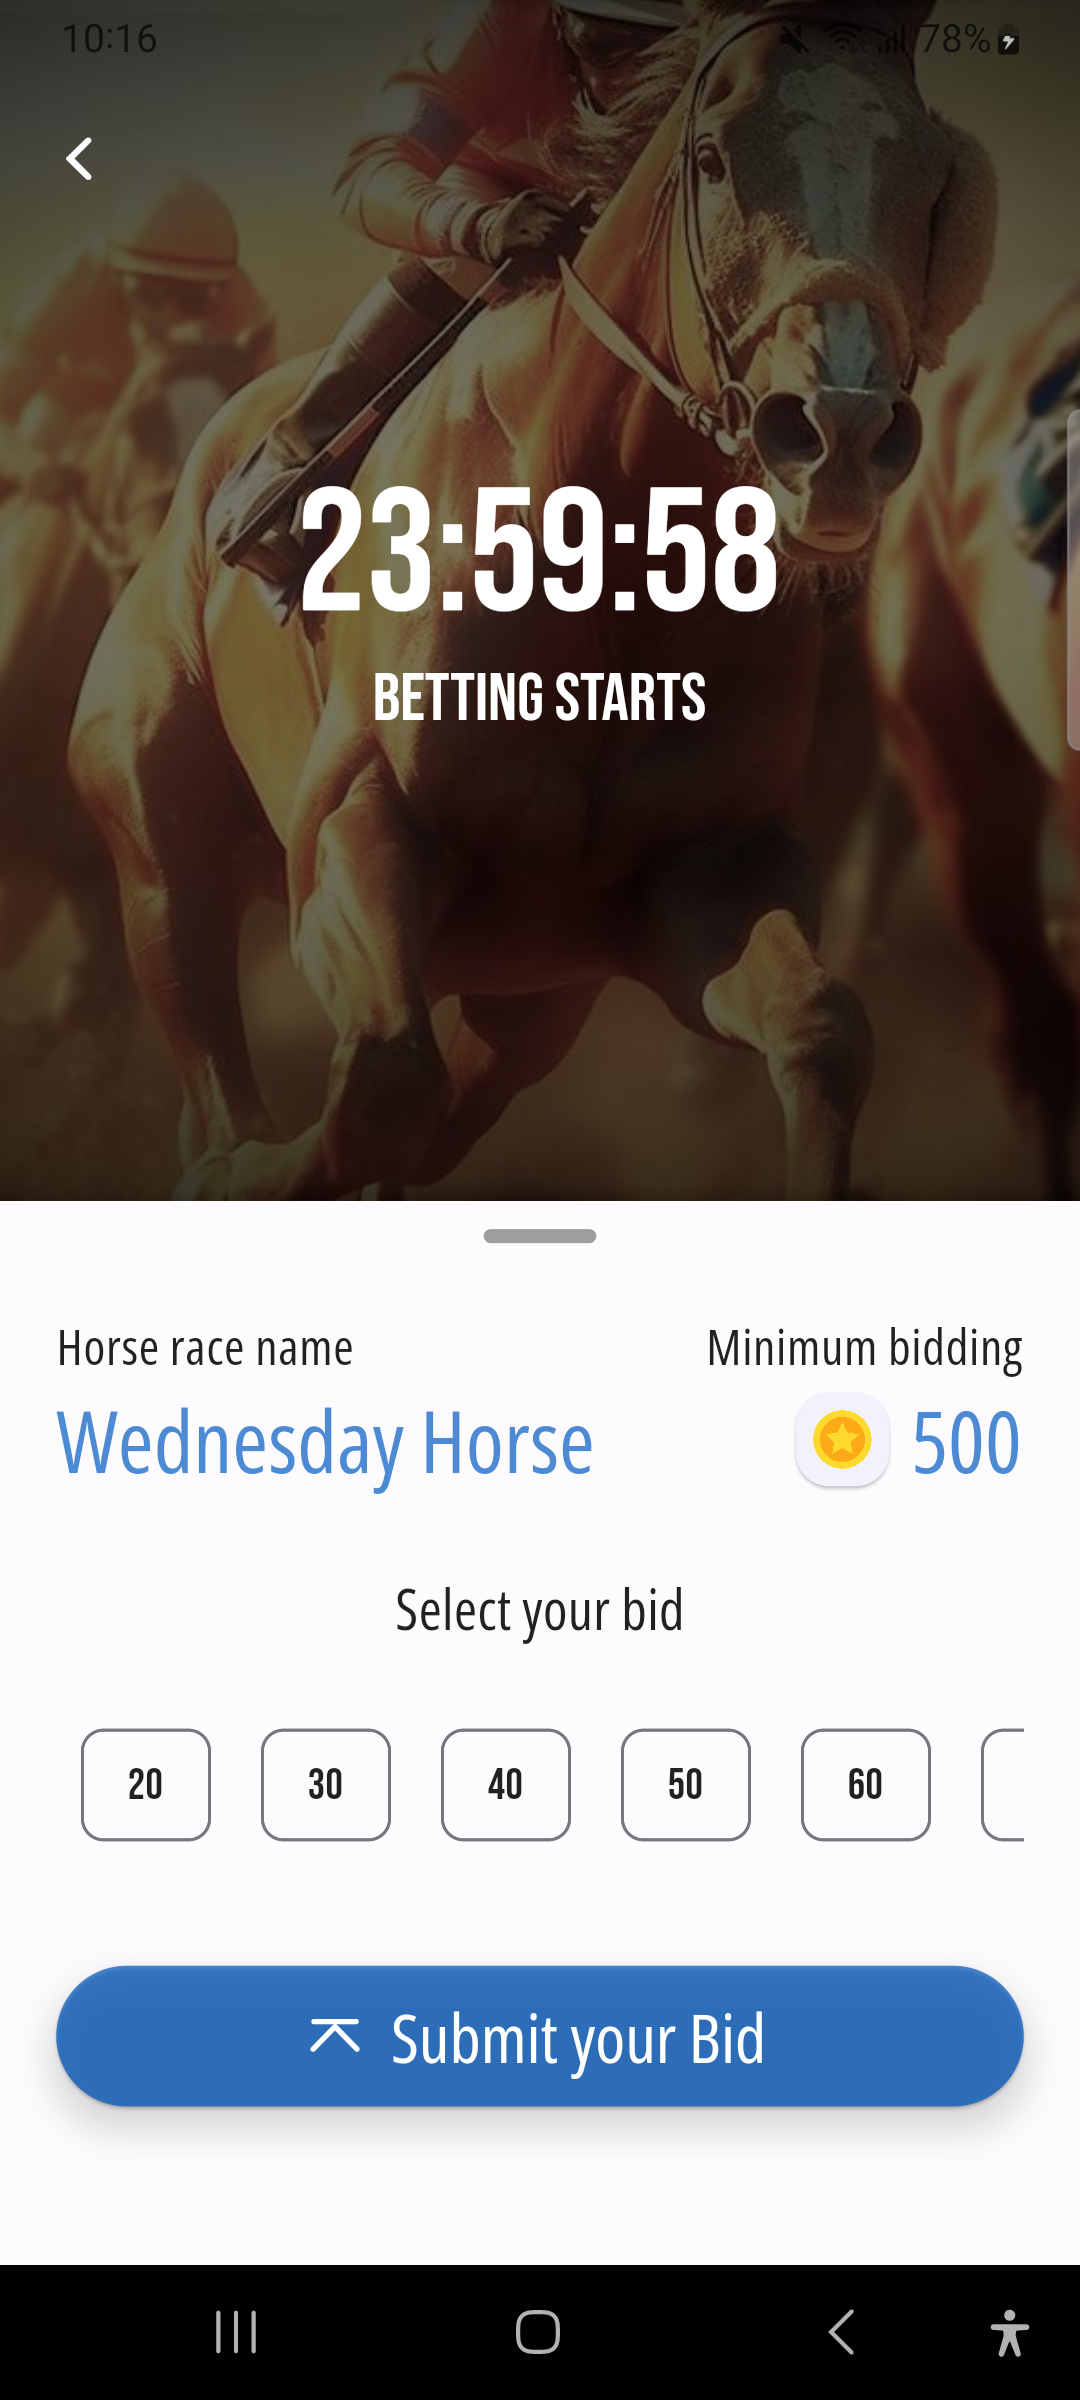 10:16
78%
23:59:58
BETTING STARTS
Horse race name
Minimum bidding
Wednesday Horse
500
Select your bid
20 30 40 50 60
Submit your Bid